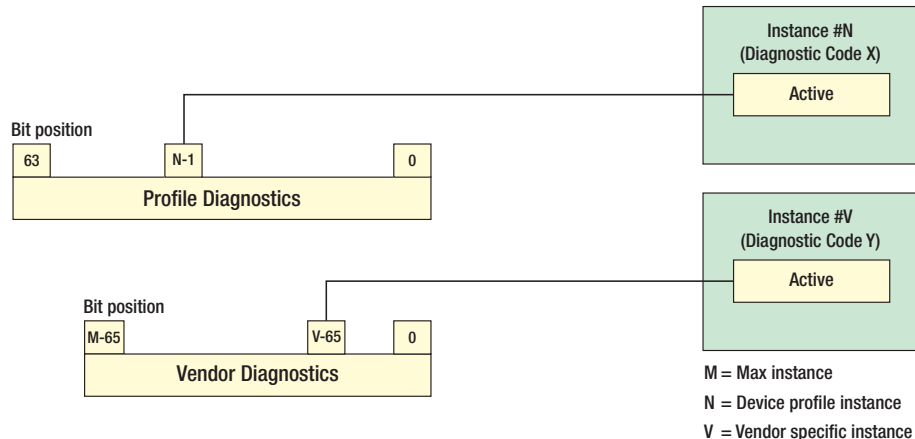 Instance #N
(Diagnostic Code X)
Active
Bit position
63
N-1
0
Profile Diagnostics
Instance #V
(Diagnostic Code Y)
Active
Bit position
M-65
V-65
0
Vendor Diagnostics
M = Max instance
N = Device profile instance
V = Vendor specific instance